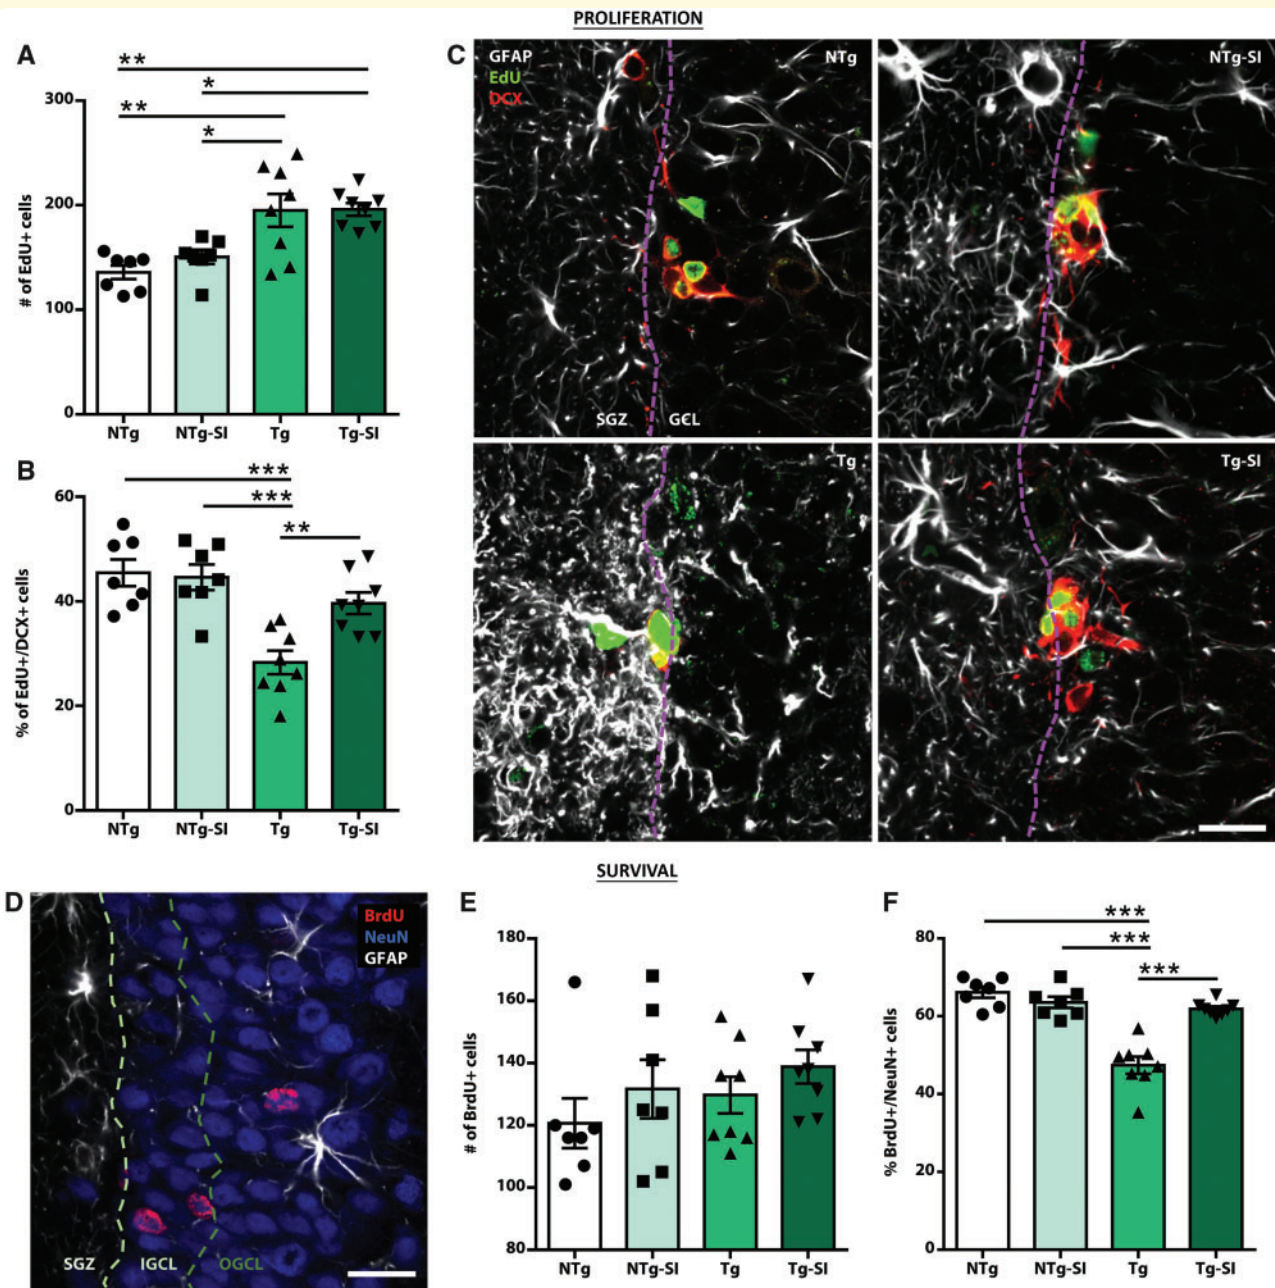 PROLIFERATION
A
**
*
**
*
300
200
100
0
# of EdU+ cells
NTg NTg-SI Tg Tg-SI
B
***
***
**
60
40
20
0
% of EdU+/DCX+ cells
NTg NTg-SI Tg Tg-SI
C
GFAP
EdU
DCX
NTg
SGZ GCL
NTg-SI
Tg
Tg-SI
SURVIVAL
D
BrdU
NeuN
GFAP
SGZ IGCL OGCL
E
180
160
140
120
100
80
# of BrdU+ cells
NTg NTg-SI Tg Tg-SI
F
***
***
***
80
60
40
20
0
% BrdU+/NeuN+ cells
NTg NTg-SI Tg Tg-SI